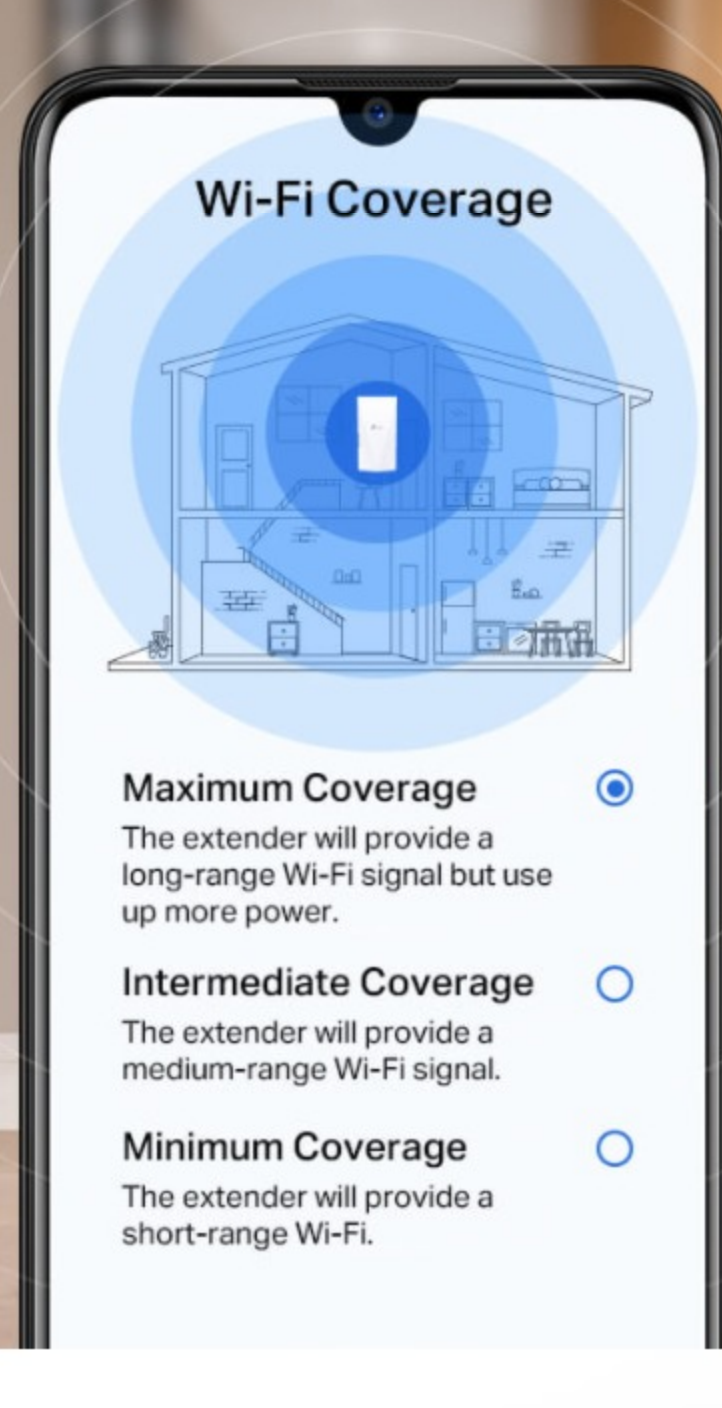 Wi-Fi Coverage
Maximum Coverage
The extender will provide a
long-range Wi-Fi signal but use
up more power.
Intermediate Coverage
The extender will provide a
medium-range Wi-Fi signal.
Minimum Coverage
The extender will provide a
short-range Wi-Fi.